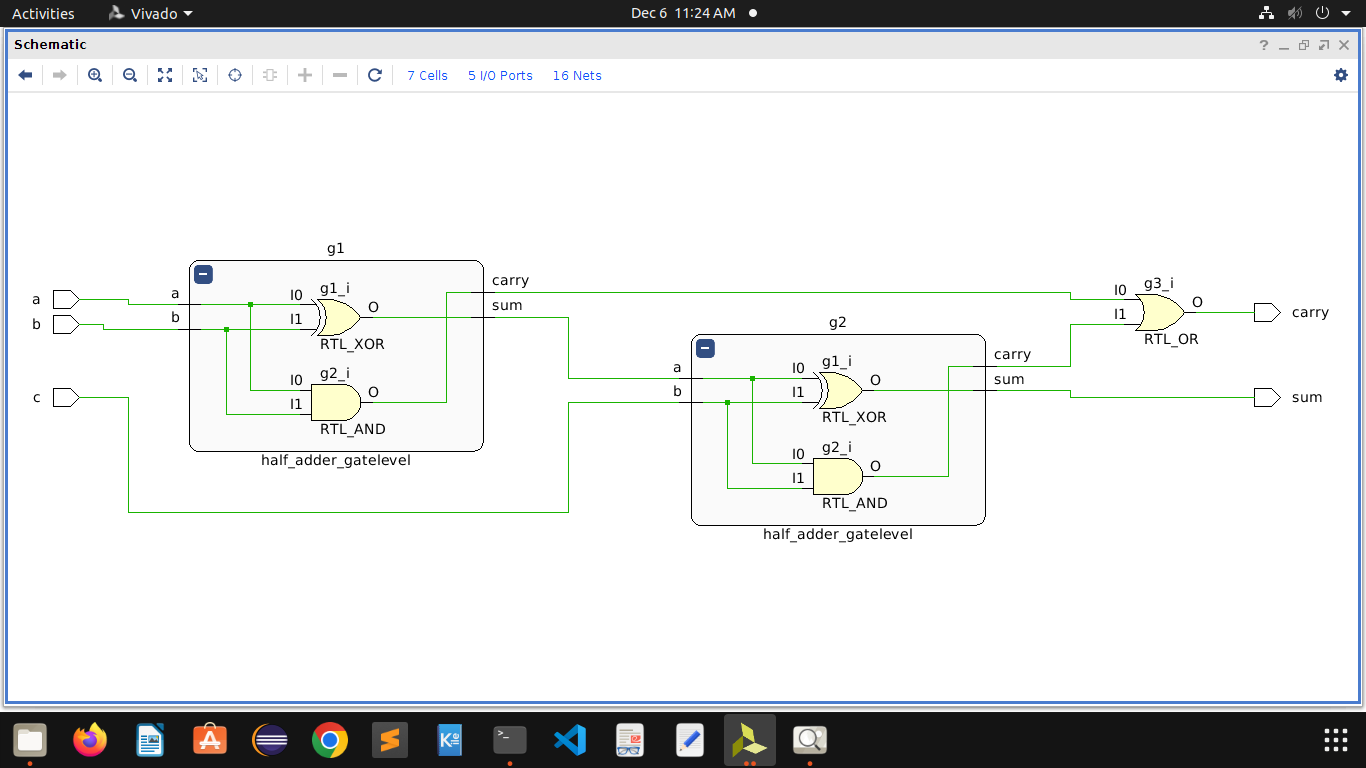 Activities Vivado Dec 6 11:24 AM
Schematic
7 Cells 5 I/O Ports 16 Nets
g1
carry
g1_i
g3_i
a
a
I0
O
sum
I0
O
b
b
I1
I1
carry
RTL_XOR
g2
RTL_OR
g2_i
carry
I0
O
a
I0
g1_i
O
sum
c
I1
b
I1
sum
RTL_AND
RTL_XOR
half_adder_gatelevel
g2_i
I0
O
I1
RTL_AND
half_adder_gatelevel